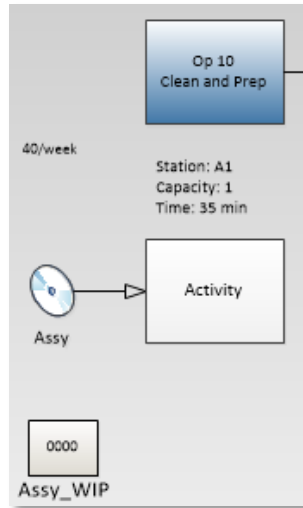 Op 10
Clean and Prep
40/week
Station: A1
Capacity: 1
Time: 35 min
Activity
Assy
0000
Assy_WIP